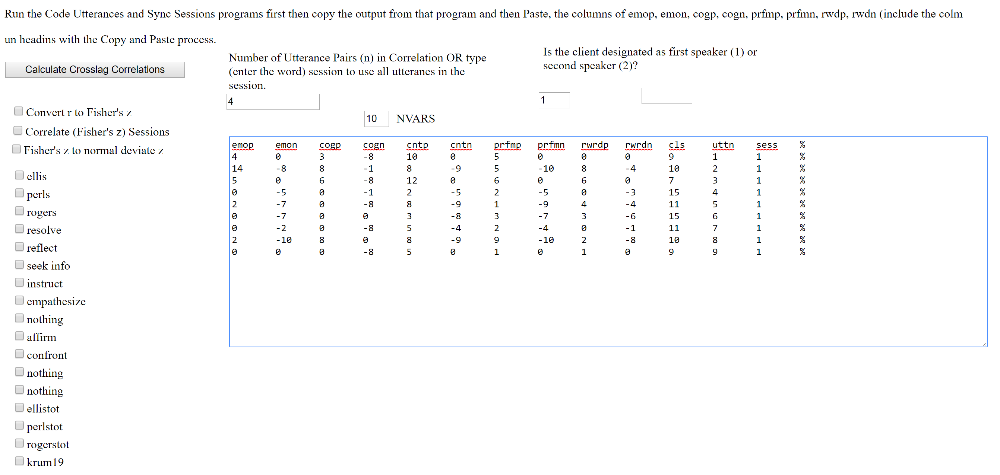 Run the Code Utterances and Sync Sessions programs first then copy the output from that program and then Paste, the columns of emop, emon, cogp, cogn, prfmp, prfmn, rwdp, rwdn (include the colm
un headins with the Copy and Paste process.
Calculate Crosslag Correlations
Number of Utterance Pairs (n) in Correlation OR type
(enter the word) session to use all utteranes in the
session.
4
Is the client designated as first speaker (1) or
second speaker (2)?
1
10 NVARS
Convert r to Fisher's z
Correlate (Fisher's z) Sessions
Fisher's z to normal deviate z
ellis
perls
rogers
resolve
reflect
seek info
instruct
empathesize
nothing
affirm
confront
nothing
nothing
ellistot
perlstot
rogerstot
krum19
emop emon cogp cogn cntp cntn prfmp prfmn rwrdp rwrdn cls uttn sess %
4 0 3 -8 10 0 5 0 0 0 9 1 1 %
14 -8 8 -1 8 -9 5 -10 8 -4 10 2 1 %
5 0 6 -8 12 0 6 0 6 0 7 3 1 %
0 -5 0 -1 2 -5 2 -5 0 -3 15 4 1 %
2 -7 0 -8 8 -9 1 -9 4 -4 11 5 1 %
0 -7 0 0 3 -8 3 -7 3 -6 15 6 1 %
0 -2 0 -8 5 -4 2 -4 0 -1 11 7 1 %
2 -10 8 0 8 -9 9 -10 2 -8 10 8 1 %
0 0 0 -8 5 0 1 0 1 0 9 9 1 %